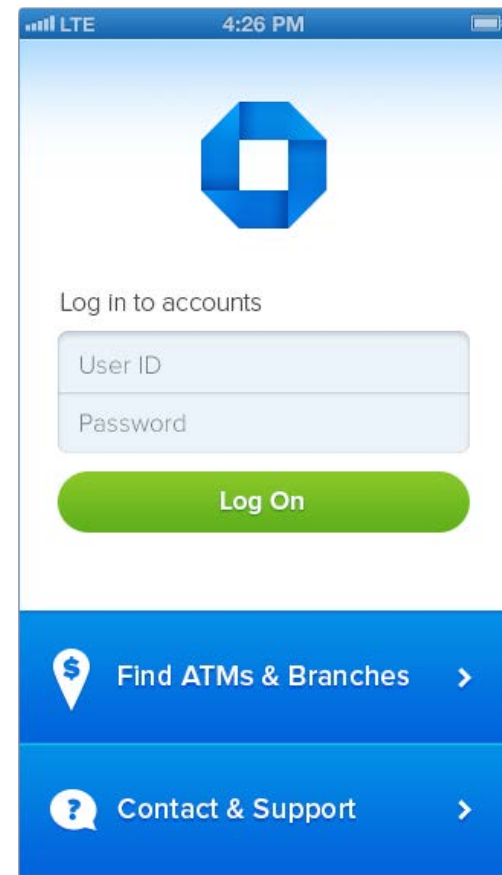 LTE 4:26 PM
Log in to accounts
User ID
Password
Log On
$ Find ATMs & Branches
? Contact & Support